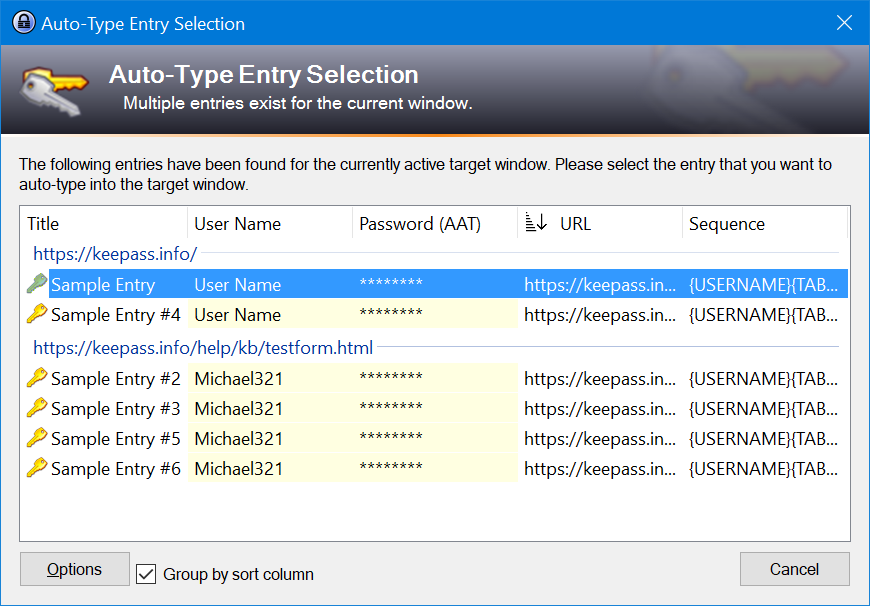 Auto-Type Entry Selection
Auto-Type Entry Selection
Multiple entries exist for the current window.
The following entries have been found for the currently active target window. Please select the entry that you want to
auto-type into the target window.
Title User Name Password (AAT) URL Sequence
https://keepass.info/
Sample Entry User Name ******** https://keepass.in... {USERNAME}{TAB...
Sample Entry #4 User Name ******** https://keepass.in... {USERNAME}{TAB...
https://keepass.info/help/kb/testform.html
Sample Entry #2 Michael321 ******** https://keepass.in... {USERNAME}{TAB...
Sample Entry #3 Michael321 ******** https://keepass.in... {USERNAME}{TAB...
Sample Entry #5 Michael321 ******** https://keepass.in... {USERNAME}{TAB...
Sample Entry #6 Michael321 ******** https://keepass.in... {USERNAME}{TAB...
Options Group by sort column Cancel